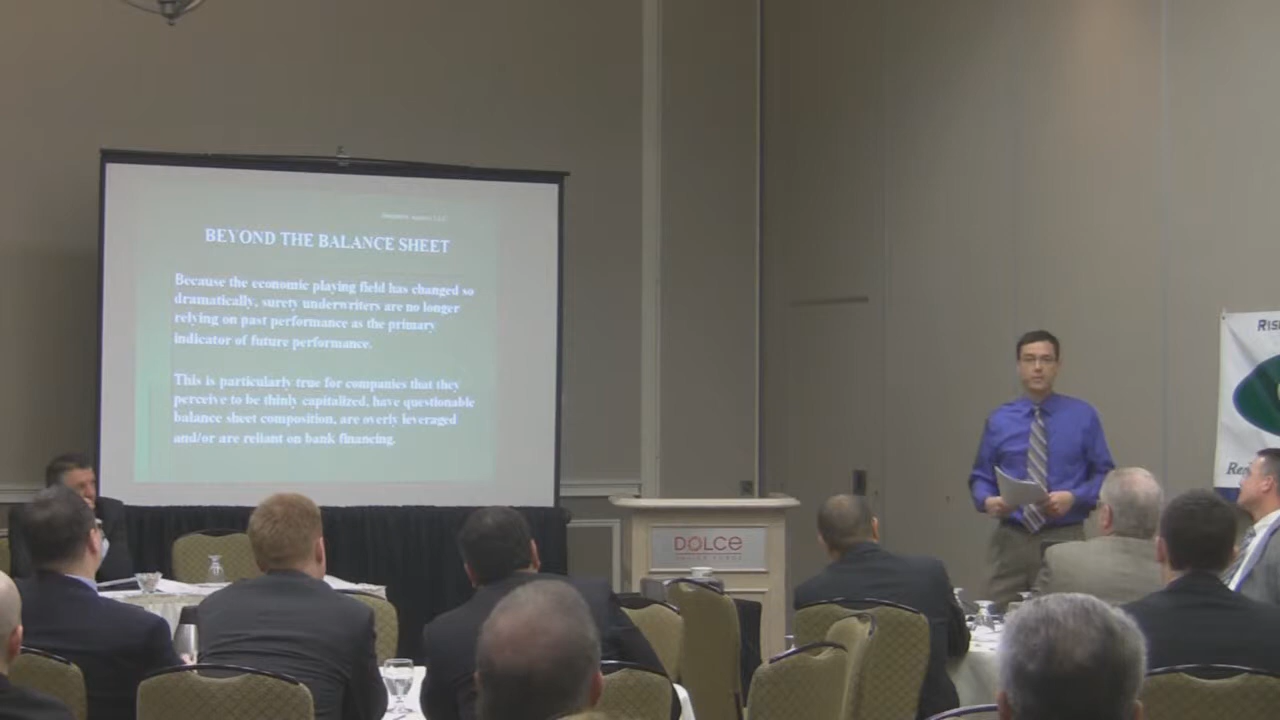 BEYOND THE BALANCE SHEET
Because the economic playing field has changed so
dramatically, surety underwriters are no longer
relying on past performance as the primary
indicator of future performance.
This is particularly true for companies that they
perceive to be thinly capitalized, have questionable
balance sheet composition, are overly leveraged
and/or are reliant on bank financing.
DOLCE